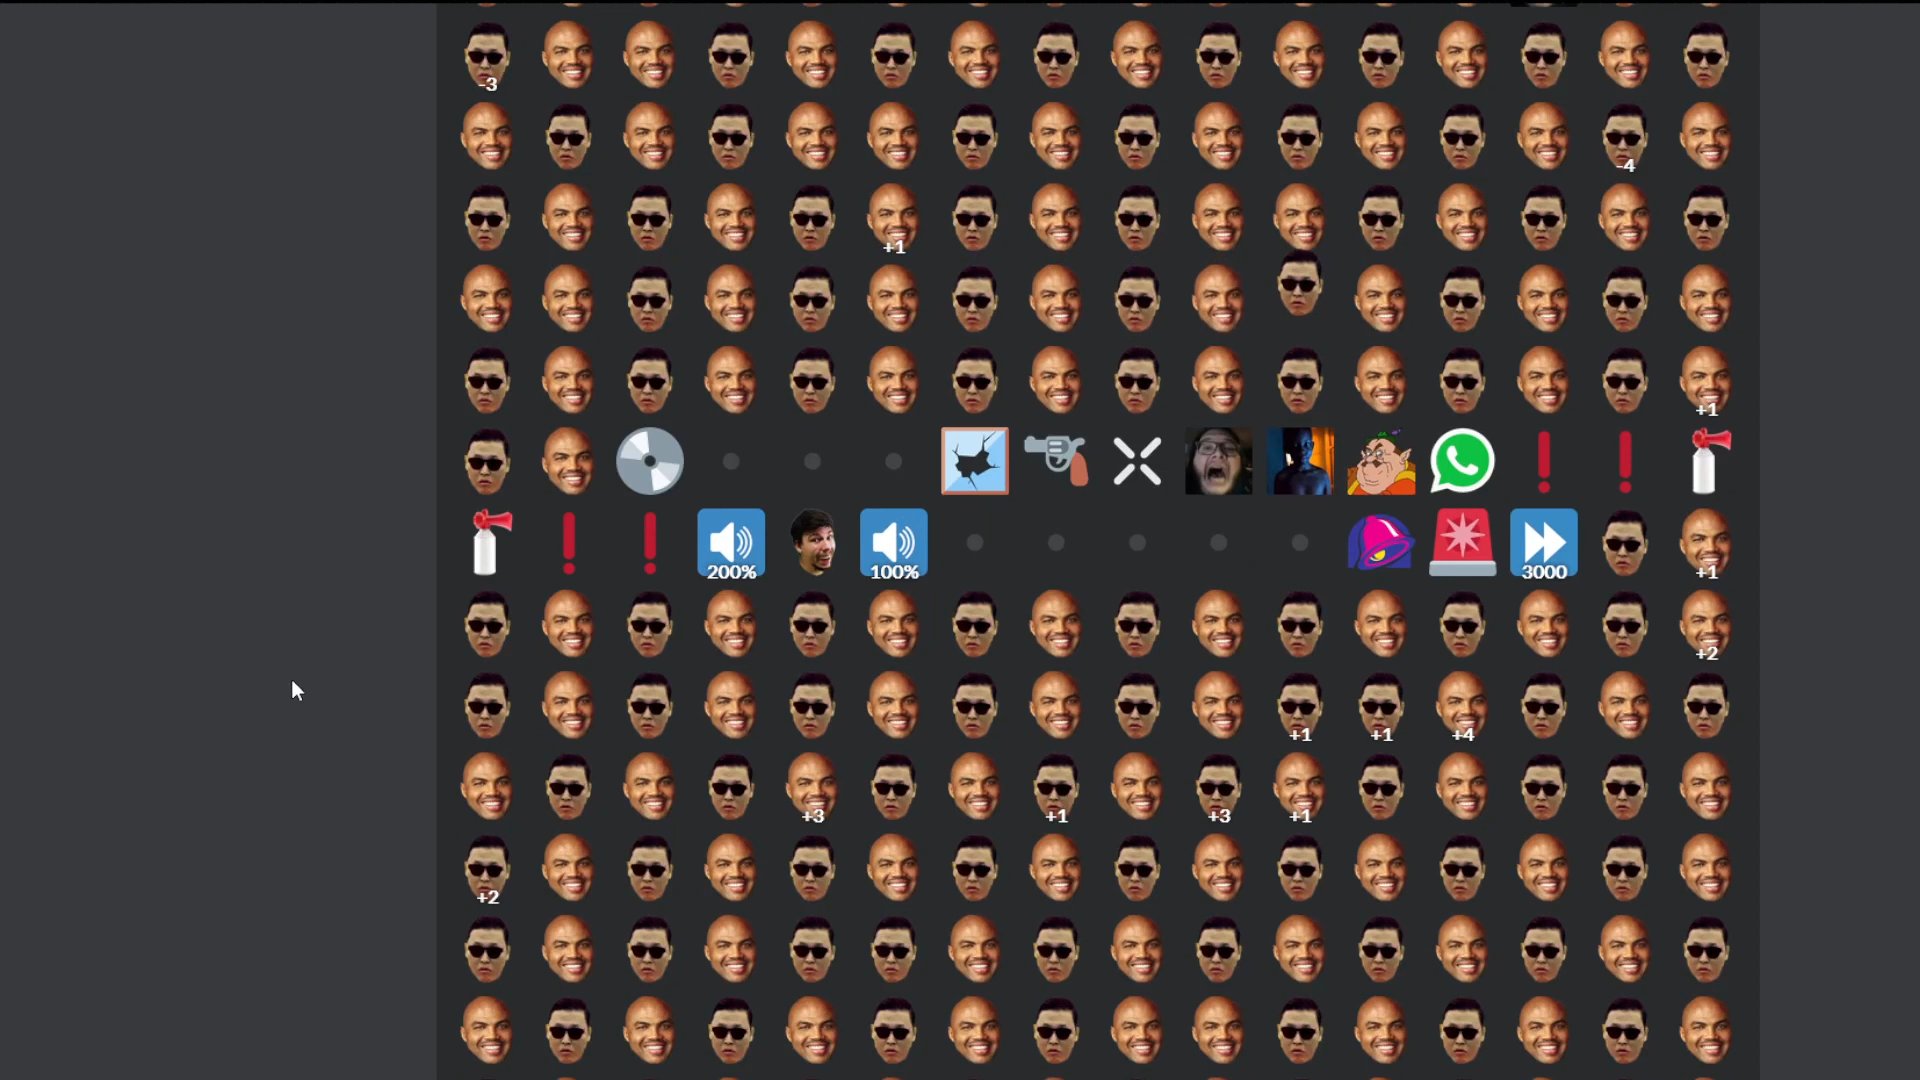 -3
-4
+1
+1
200% 100% 3000 +1
+2
+1 +1 +4
+3 +1 +3 +1
+2